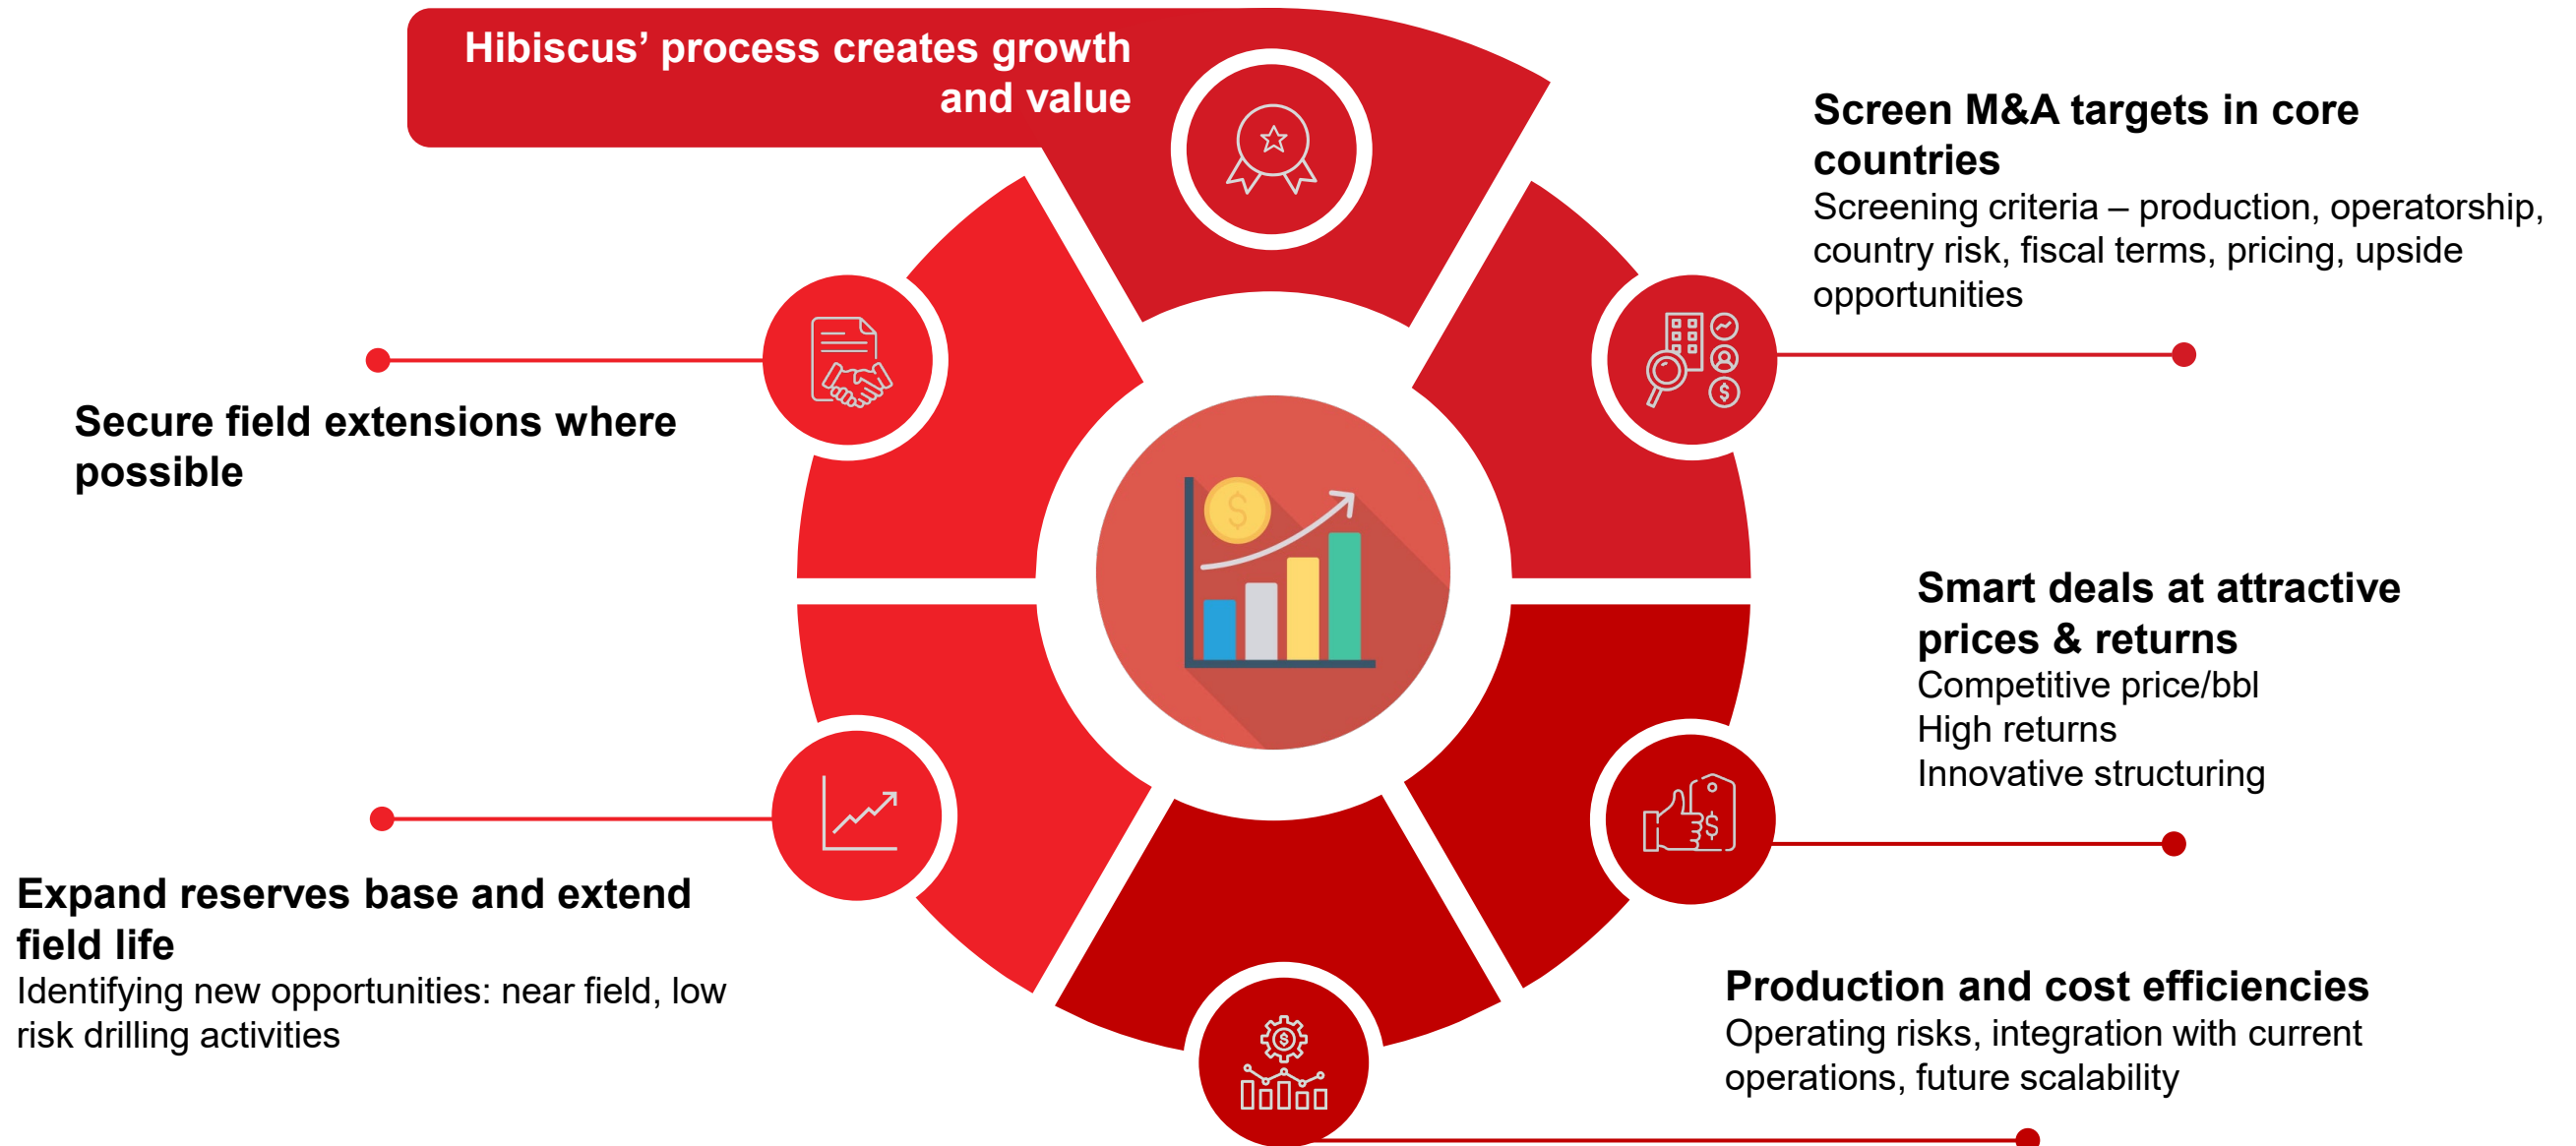 Hibiscus’ process creates growth
and value
Screen M&A targets in core
countries
Screening criteria – production, operatorship,
country risk, fiscal terms, pricing, upside
opportunities
Smart deals at attractive
prices & returns
Competitive price/bbl
High returns
Innovative structuring
Production and cost efficiencies
Operating risks, integration with current
operations, future scalability
Expand reserves base and extend
field life
Identifying new opportunities: near field, low
risk drilling activities
Secure field extensions where
possible